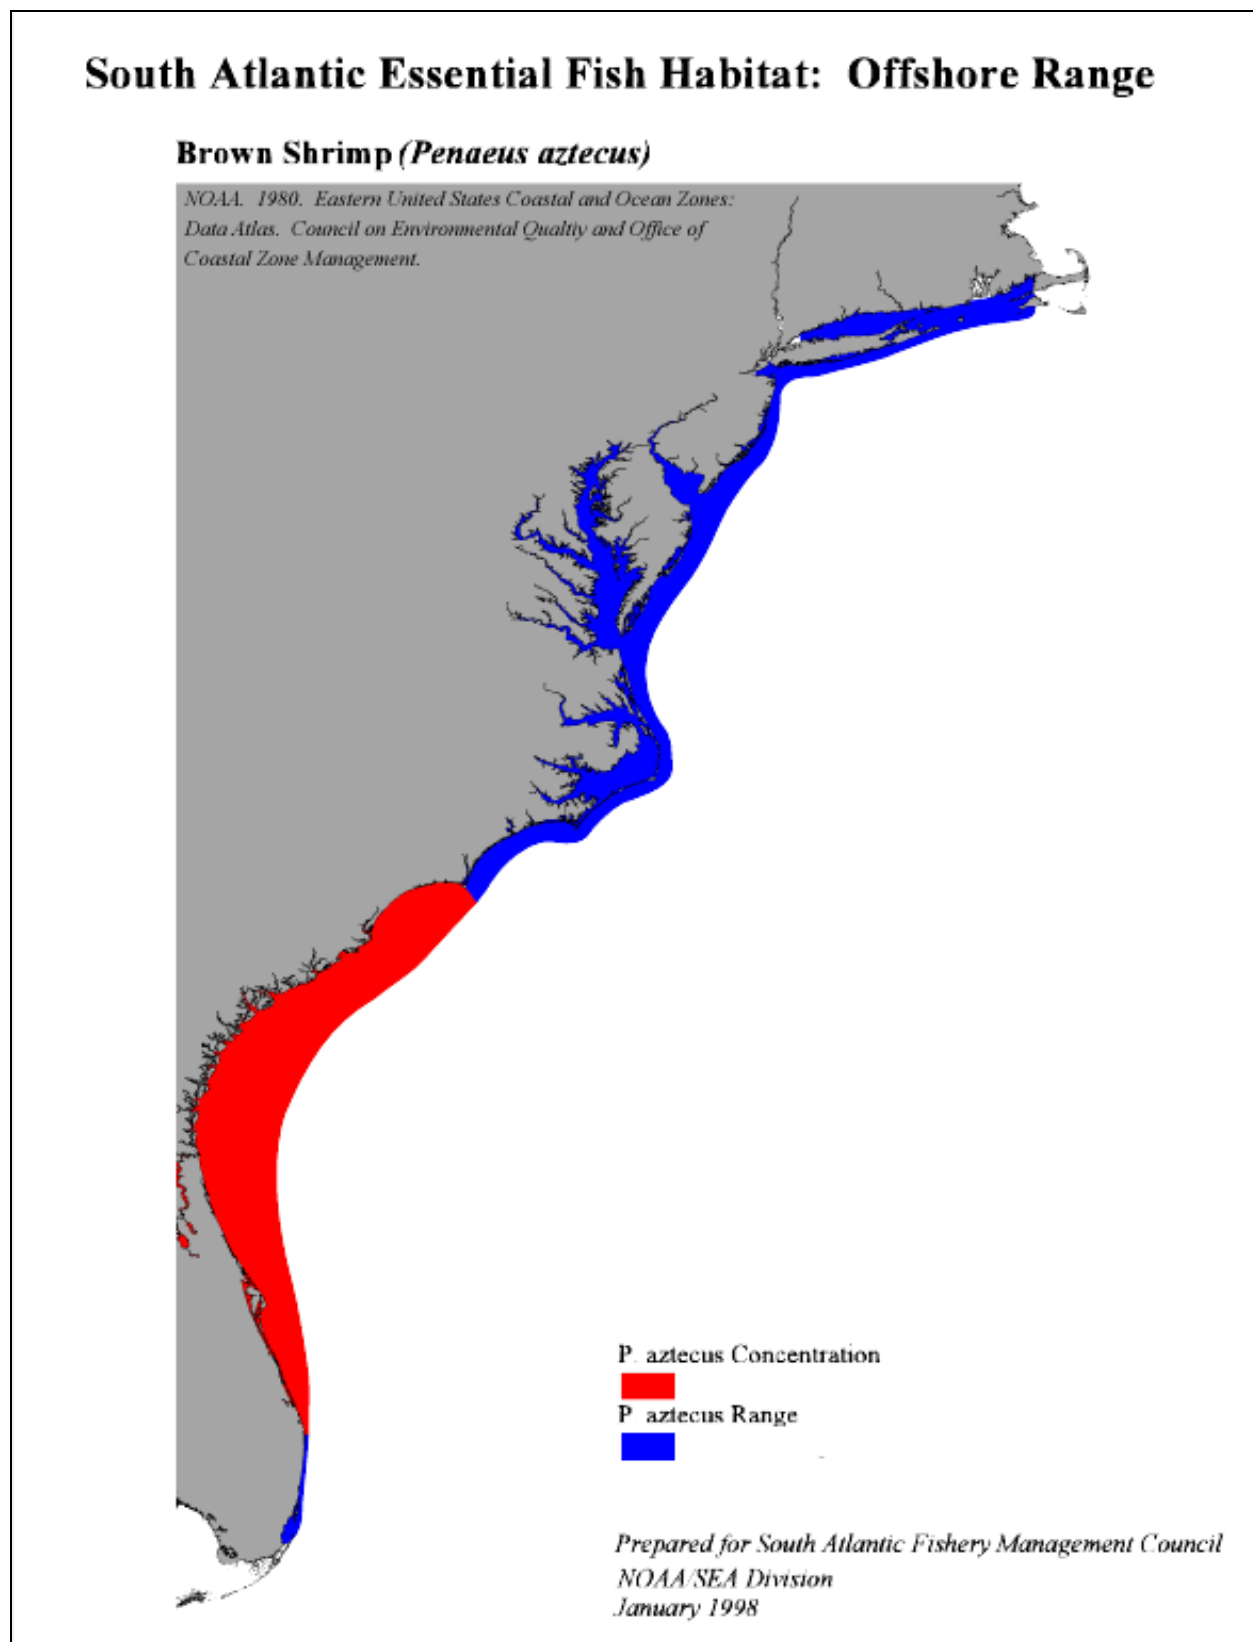 South Atlantic Essential Fish Habitat: Offshore Range
Brown Shrimp (Penaeus aztecus)
NOAA. 1980. Eastern United States Coastal and Ocean Zones:
Data Atlas. Council on Environmental Qualtiy and Office of
Coastal Zone Management.
P. aztecus Concentration
P. aztecus Range
Prepared for South Atlantic Fishery Management Council
NOAA/SEA Division
January 1998